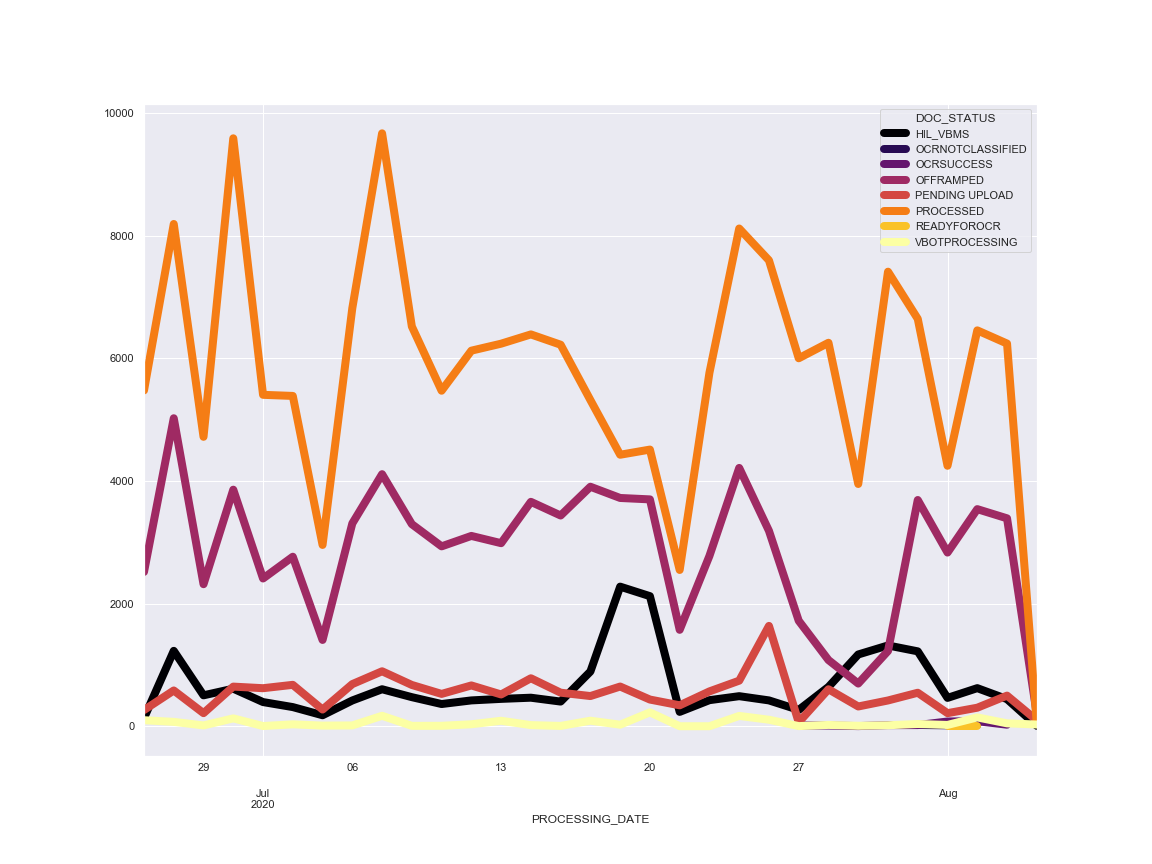 10000
8000
6000
4000
2000
0
DOC_STATUS
HIL_VBMS
OCRNOTCLASSIFIED
OCRSUCCESS
OFFRAMPED
PENDING UPLOAD
PROCESSED
READYFOROCR
VBOTPROCESSING
29 06 13 20 27
Jul Aug
2020
PROCESSING_DATE